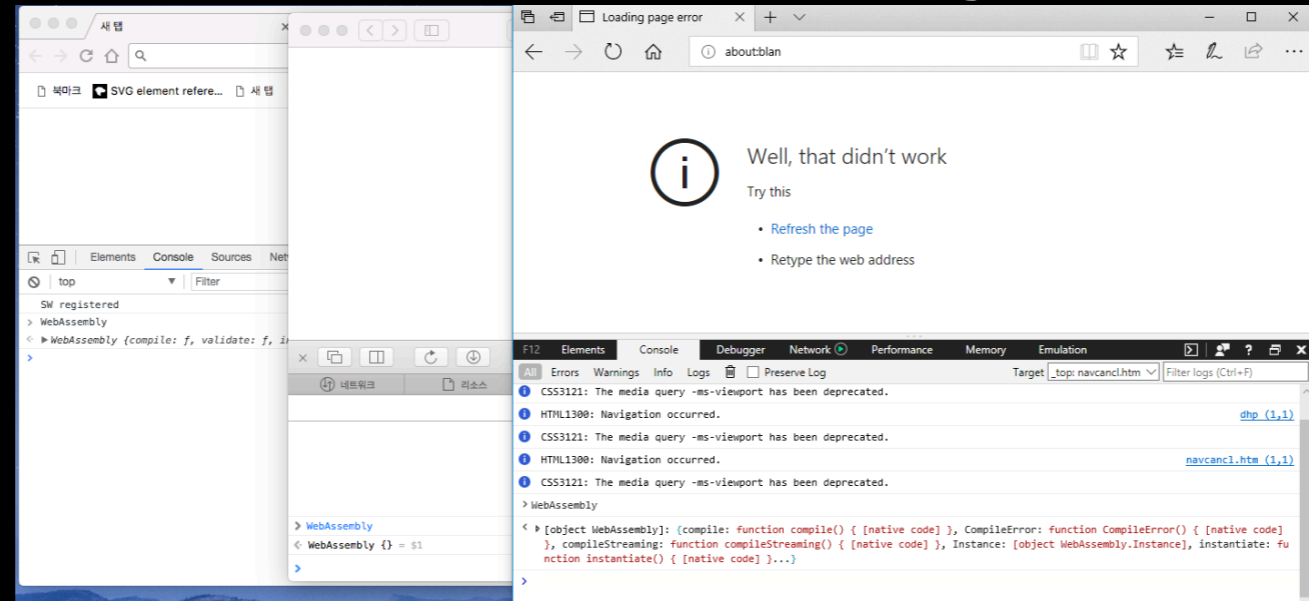 새 탭
북마크 SVG element refere... 새 탭
Elements Console Sources Net
top Filter
SW registered
WebAssembly
WebAssembly {compile: f, validate: f, i
네트워크 리소스
WebAssembly
WebAssembly {} = $1
Loading page error
about:blan
Well, that didn't work
Try this
• Refresh the page
• Retype the web address
F12 Elements Console Debugger Network Performance Memory Emulation
All Errors Warnings Info Logs Preserve Log Target _top: navcancl.htm Filter logs (Ctrl+F)
CSS3121: The media query -ms-viewport has been deprecated.
HTML1300: Navigation occurred. dhp (1,1)
CSS3121: The media query -ms-viewport has been deprecated.
HTML1300: Navigation occurred. navcancl.htm (1,1)
CSS3121: The media query -ms-viewport has been deprecated.
WebAssembly
[object WebAssembly]: {compile: function compile() { [native code] }, CompileError: function CompileError() { [native code]
}, compileStreaming: function compileStreaming() { [native code] }, Instance: [object WebAssembly.Instance], instantiate: fu
nction instantiate() { [native code] }...}